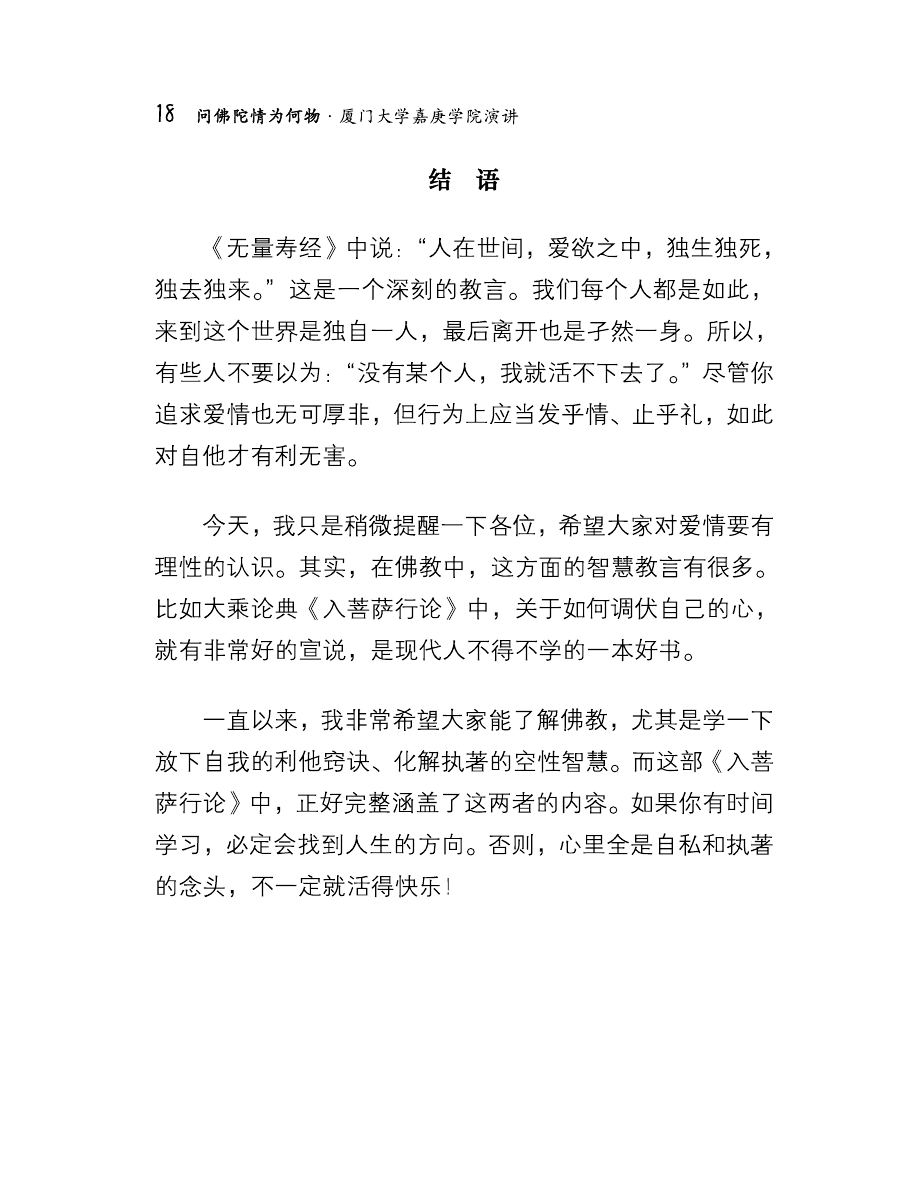 18 问佛陀情为何物·厦门大学嘉庚学院演讲
结 语
《无量寿经》中说：“人在世间，爱欲之中，独生独死，
独去独来。”这是一个深刻的教言。我们每个人都是如此，
来到这个世界是独自一人，最后离开也是孑然一身。所以，
有些人不要以为：“没有某个人，我就活不下去了。”尽管你
追求爱情也无可厚非，但行为上应当发乎情、止乎礼，如此
对自他才有利无害。
今天，我只是稍微提醒一下各位，希望大家对爱情要有
理性的认识。其实，在佛教中，这方面的智慧教言有很多。
比如大乘论典《入菩萨行论》中，关于如何调伏自己的心，
就有非常好的宣说，是现代人不得不学的一本好书。
一直以来，我非常希望大家能了解佛教，尤其是学一下
放下自我的利他窍诀、化解执著的空性智慧。而这部《入菩
萨行论》中，正好完整涵盖了这两者的内容。如果你有时间
学习，必定会找到人生的方向。否则，心里全是自私和执著
的念头，不一定就活得快乐！